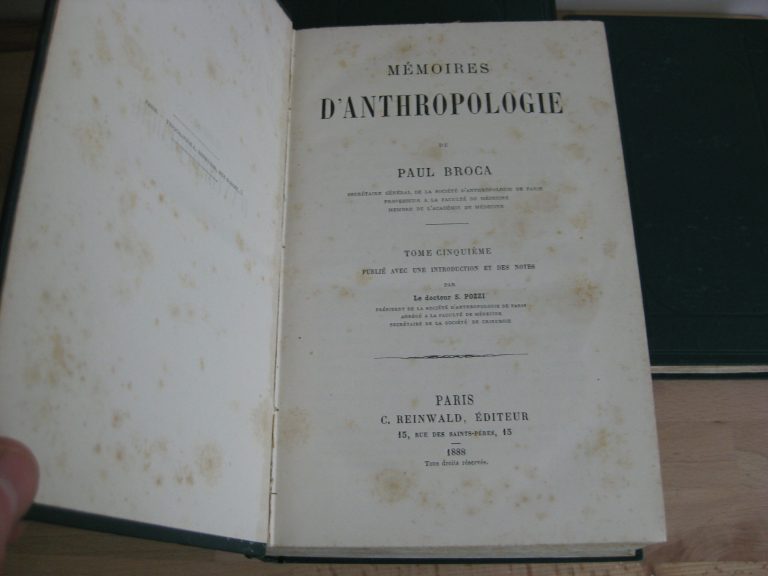 MÉMOIRES
D'ANTHROPOLOGIE
DE
PAUL BROCA
SECRÉTAIRE GÉNÉRAL DE LA SOCIÉTÉ D'ANTHROPOLOGIE DE PARIS
PROFESSEUR A LA FACULTÉ DE MÉDECINE
MEMBRE DE L'ACADÉMIE DE MÉDECINE
TOME CINQUIÈME
PUBLIÉ AVEC UNE INTRODUCTION ET DES NOTES
PAR
Le docteur S. POZZI
PRÉSIDENT DE LA SOCIÉTÉ D'ANTHROPOLOGIE DE PARIS
AGRÉGÉ A LA FACULTÉ DE MÉDECINE
SECRÉTAIRE DE LA SOCIÉTÉ DE CHIRURGIE
PARIS
C. REINWALD, ÉDITEUR
15, RUE DES SAINTS-PÈRES, 15
1888
Tous droits réservés.